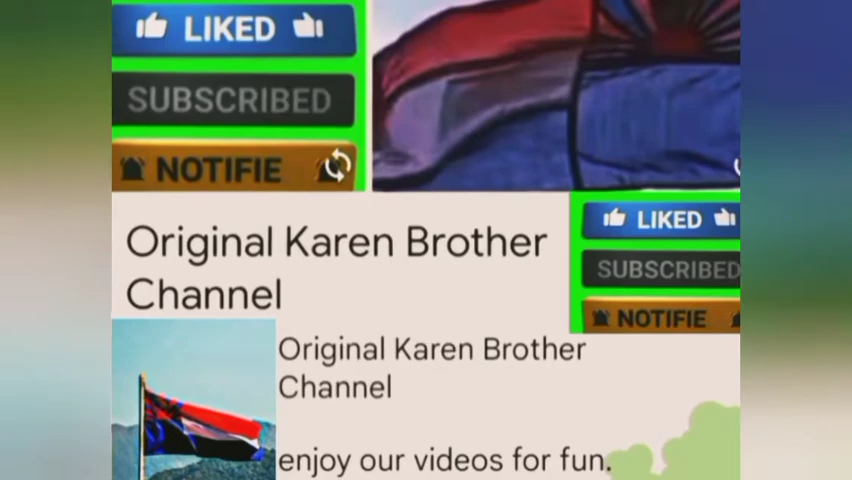 LIKED
SUBSCRIBED
NOTIFIE
Original Karen Brother
Channel
LIKED
SUBSCRIBED
NOTIFIE
Original Karen Brother
Channel
enjoy our videos for fun.